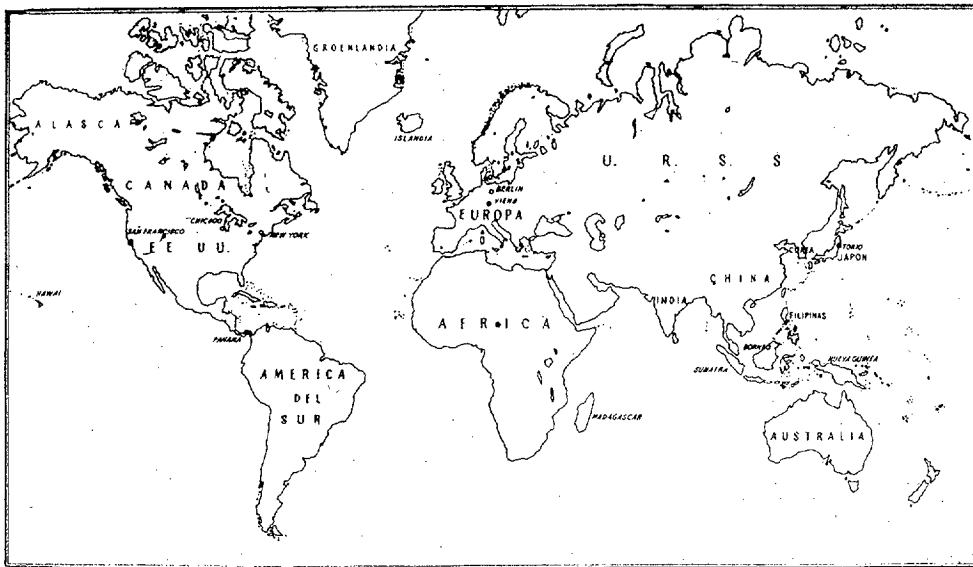 GROENLANDIA
ALASCA
ISLANDIA
CANADA
U. R. S. S
BERLIN
VIENA
EUROPA
CHICAGO
SAN FRANCISCO
NEW YORK
EE UU.
COREA
TOKIO
JAPON
CHINA
HAWAI
INDIA
FILIPINAS
AFRICA
PANAMA
BORNEO
SUMATRA
NUEVA GUINEA
AMERICA
DEL
SUR
MADAGASCAR
AUSTRALIA